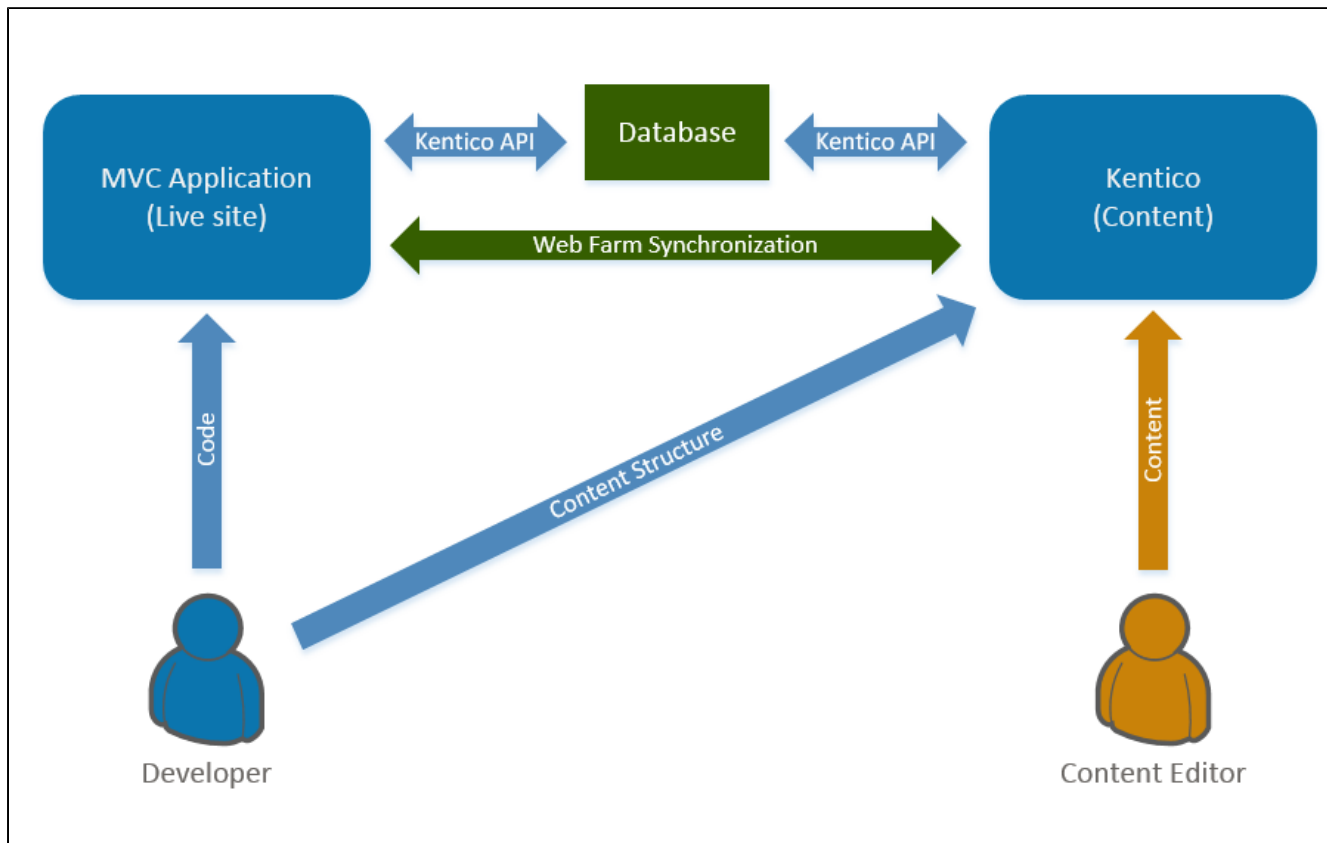 MVC Application
(Live site)
Kentico API
Database
Kentico API
Kentico
(Content)
Web Farm Synchronization
Code
Content Structure
Content
Developer
Content Editor